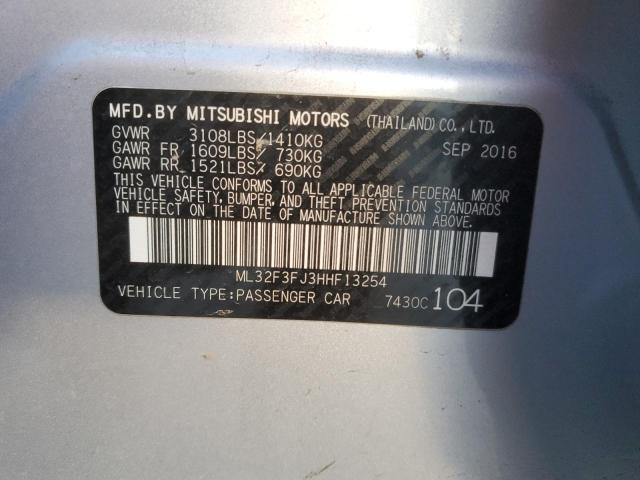 MFD.BY MITSUBISHI MOTORS (THAILAND)CO.,LTD.
GVWR 3108LBS/1410KG SEP 2016
GAWR FR 1609LBS/ 730KG
GAWR RR 1521LBS/ 690KG
THIS VEHICLE CONFORMS TO ALL APPLICABLE FEDERAL MOTOR
VEHICLE SAFETY, BUMPER, AND THEFT PREVENTION STANDARDS
IN EFFECT ON THE DATE OF MANUFACTURE SHOWN ABOVE.
ML32F3FJ3HHF13254
VEHICLE TYPE:PASSENGER CAR 7430C 104